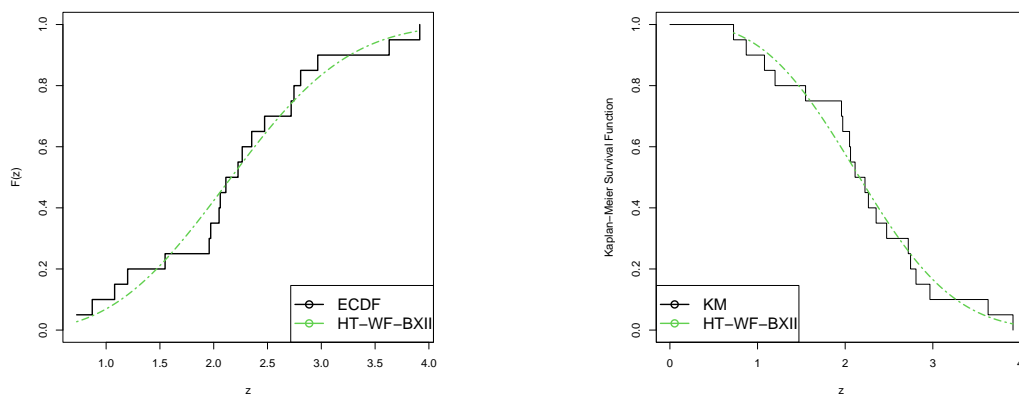 F(z)
1.0
0.8
0.6
0.4
0.2
0.0
ECDF
HT−WF−BXII
1.0 1.5 2.0 2.5 3.0 3.5 4.0
z
Kaplan−Meier Survival Function
1.0
0.8
0.6
0.4
0.2
0.0
KM
HT−WF−BXII
0 1 2 3 4
z